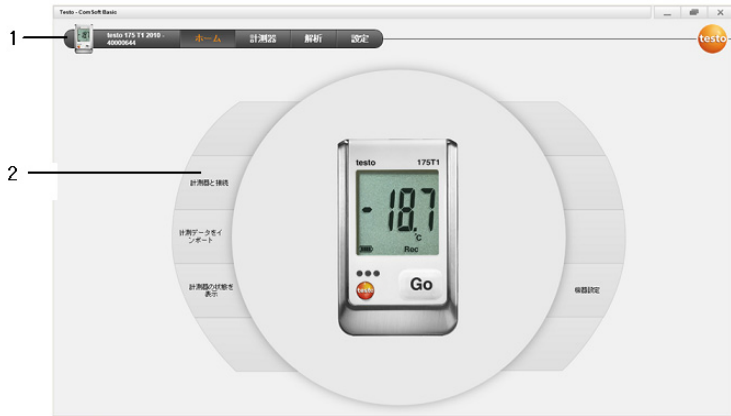 Testo - ComSoft Basic
1
testo 175 T1 2010 -
40000644
ホーム
計測器
解析
設定
testo
2
計測器と接続
計測データをイ
ンポート
計測器の状態を
表示
testo 175T1
-18.7
°C
Rec
testo
Go
機器設定